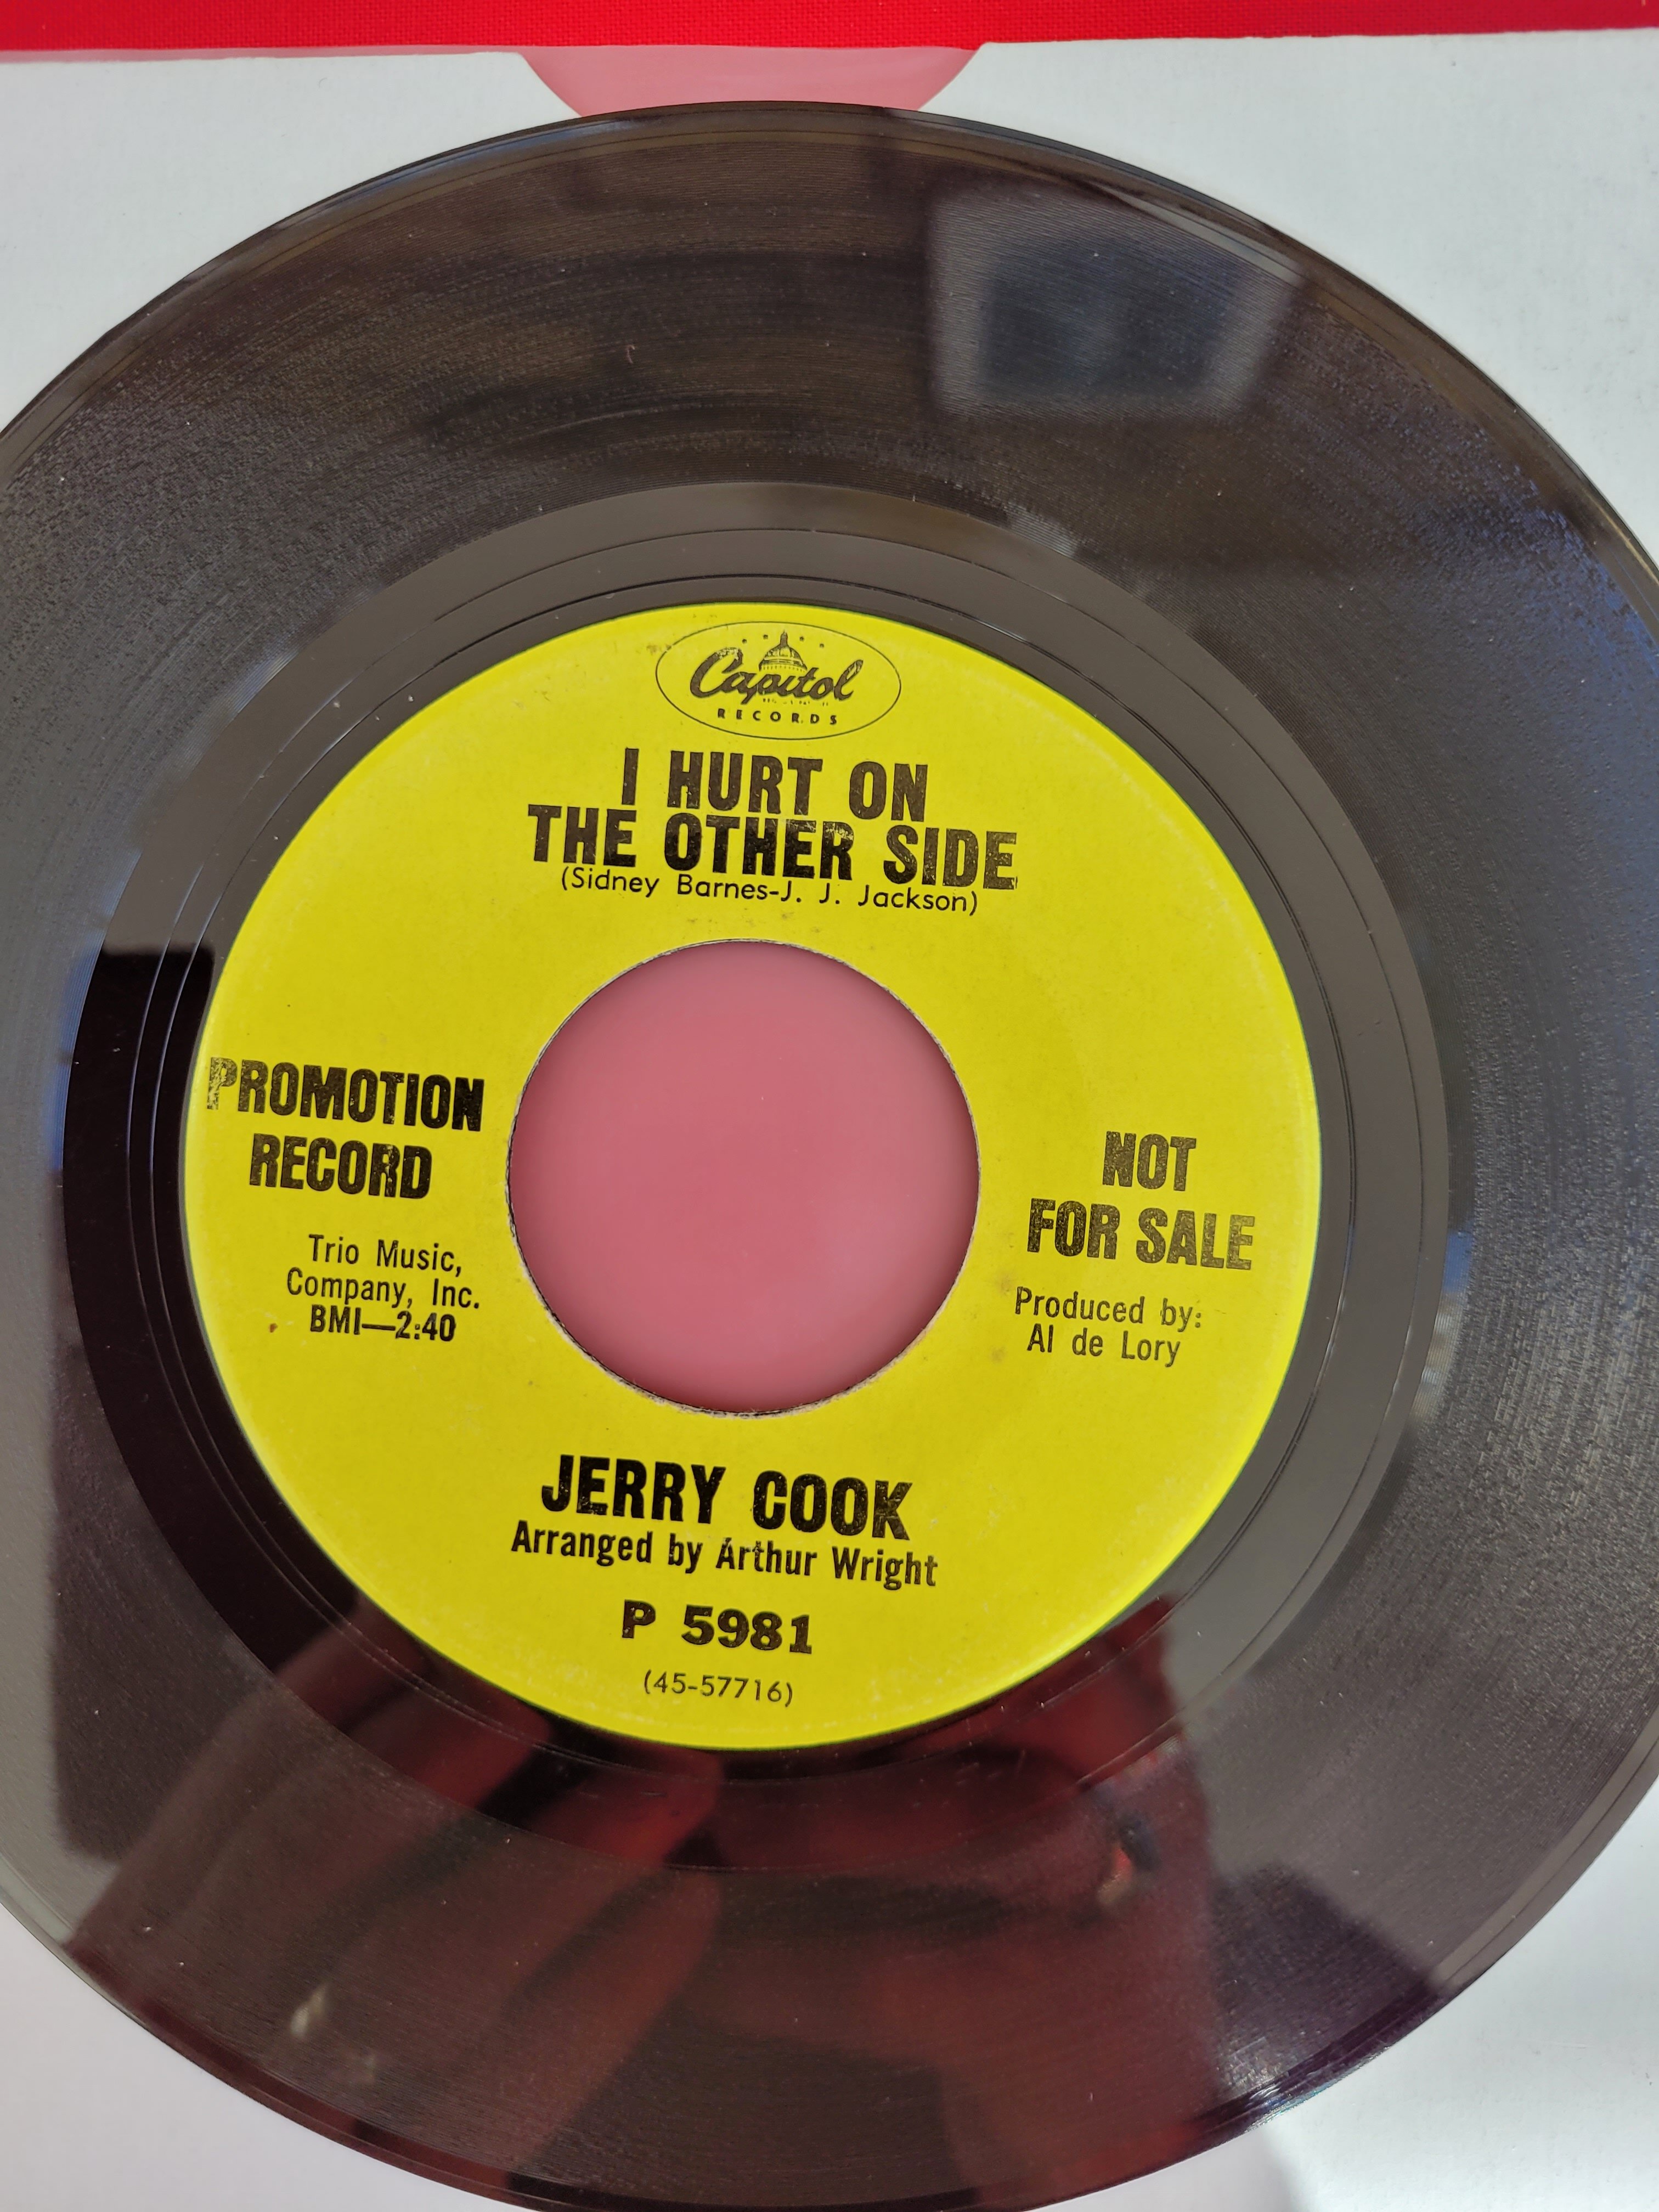 Capitol
RECORDS
I HURT ON
THE OTHER SIDE
(Sidney Barnes-J. J. Jackson)
PROMOTION
RECORD
Trio Music,
Company, Inc.
BMI—2:40
NOT
FOR SALE
Produced by:
Al de Lory
JERRY COOK
Arranged by Arthur Wright
P 5981
(45-57716)